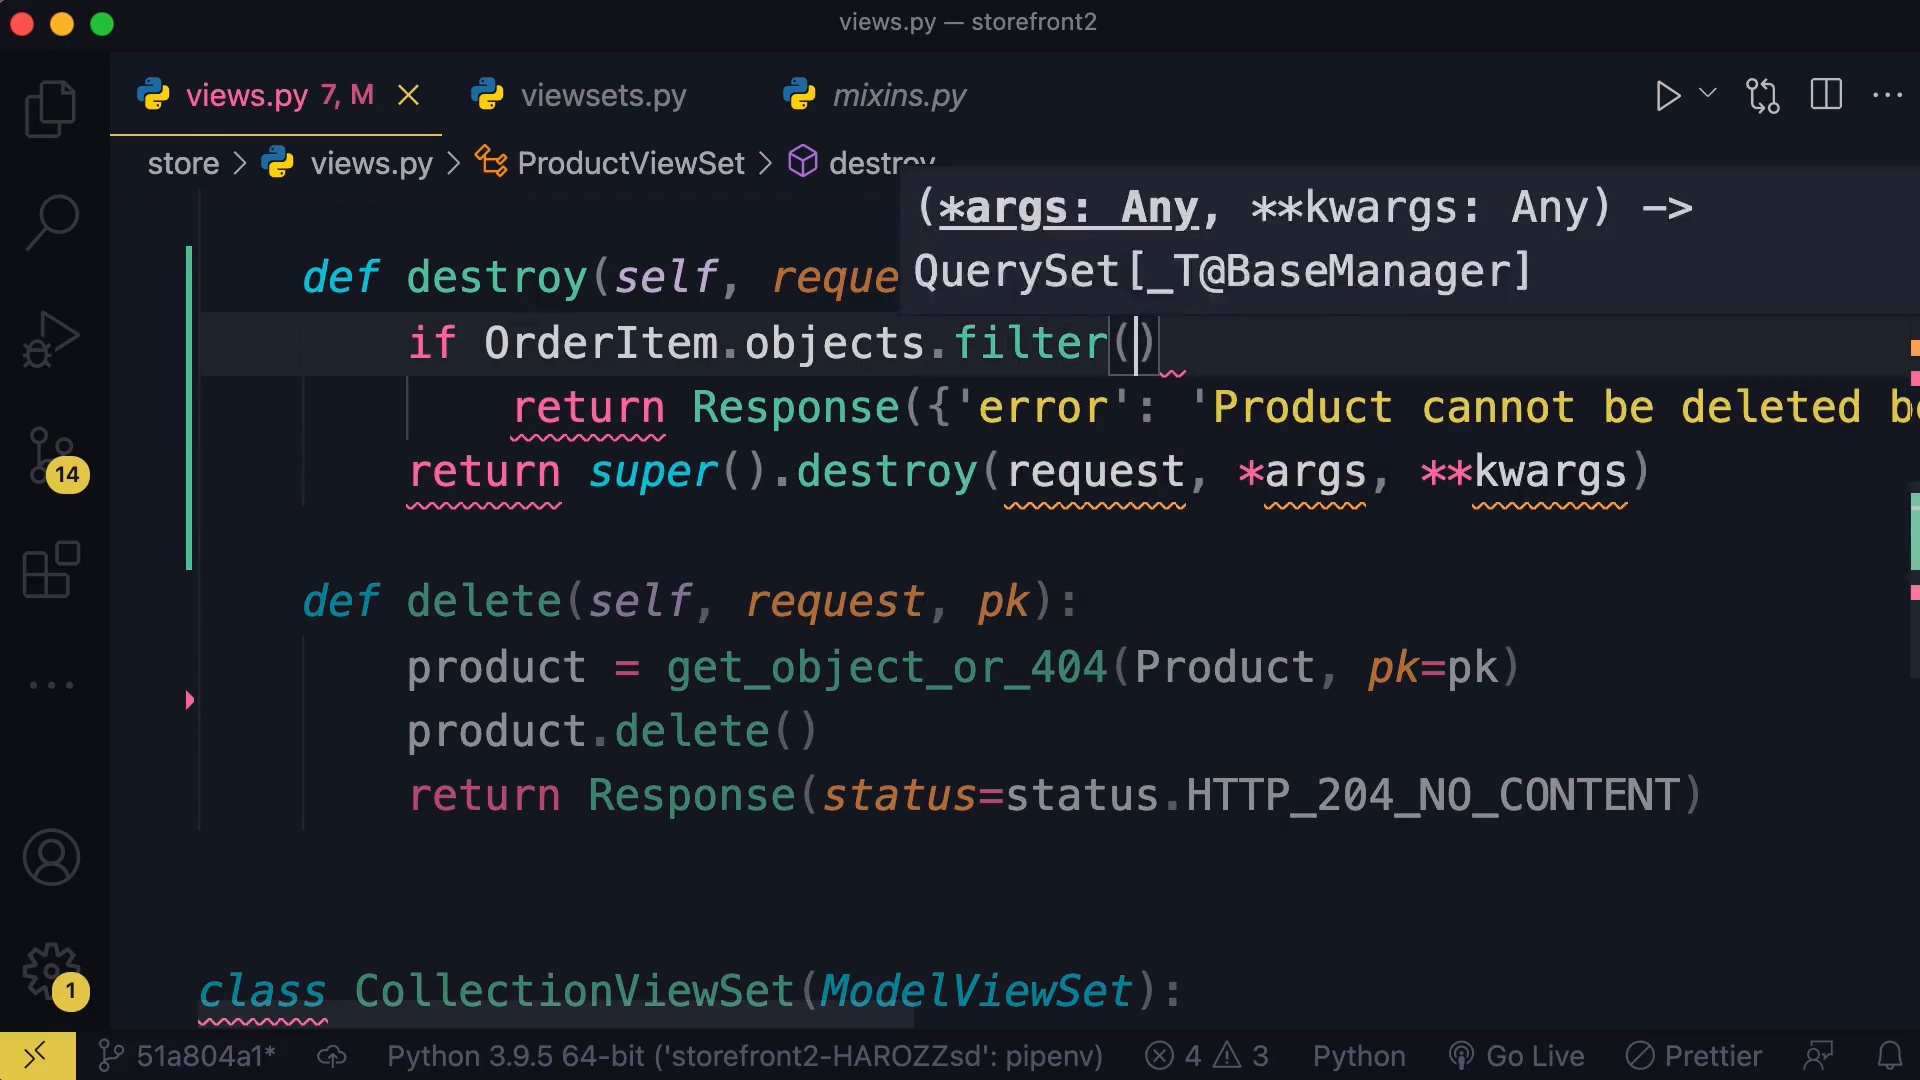 views.py — storefront2
views.py 7, M viewsets.py mixins.py
store > views.py > ProductViewSet > destroy
(*args: Any, **kwargs: Any) ->
QuerySet[_T@BaseManager]
def destroy(self, reque
if OrderItem.objects.filter()
return Response({'error': 'Product cannot be deleted be
return super().destroy(request, *args, **kwargs)
def delete(self, request, pk):
product = get_object_or_404(Product, pk=pk)
product.delete()
return Response(status=status.HTTP_204_NO_CONTENT)
class CollectionViewSet(ModelViewSet):
14
1
51a804a1* Python 3.9.5 64-bit ('storefront2-HAROZZsd': pipenv) 4 3 Python Go Live Prettier